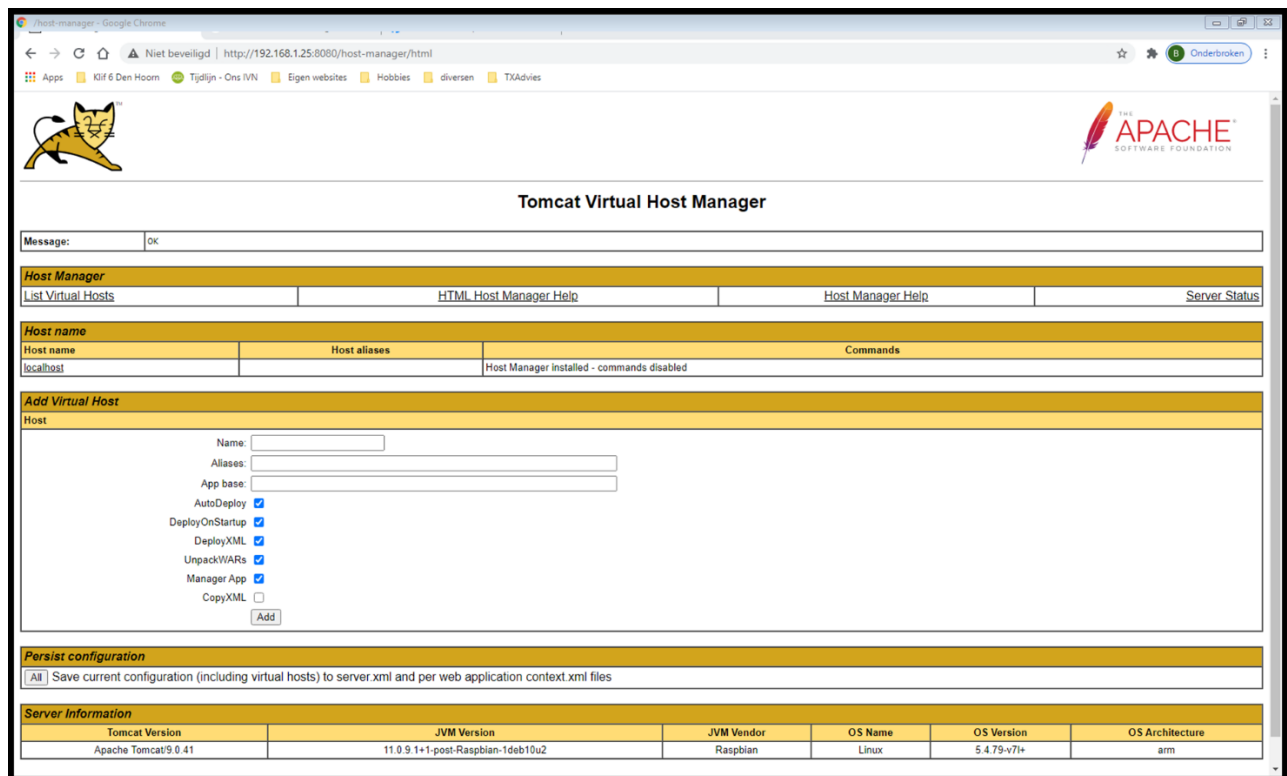 /host-manager - Google Chrome
Niet beveiligd | http://192.168.1.25:8080/host-manager/html
B Onderbroken
Apps Klif 6 Den Hoorn Tijdlijn - Ons IVN Eigen websites Hobbies diversen TXAdvies
TM
THE
APACHE®
SOFTWARE FOUNDATION
Tomcat Virtual Host Manager
Message: OK
Host Manager
List Virtual Hosts HTML Host Manager Help Host Manager Help Server Status
Host name
Host name Host aliases Commands
localhost Host Manager installed - commands disabled
Add Virtual Host
Host
Name:
Aliases:
App base:
AutoDeploy
DeployOnStartup
DeployXML
UnpackWARs
Manager App
CopyXML
Add
Persist configuration
All Save current configuration (including virtual hosts) to server.xml and per web application context.xml files
Server Information
Tomcat Version JVM Version JVM Vendor OS Name OS Version OS Architecture
Apache Tomcat/9.0.41 11.0.9.1+1-post-Raspbian-1deb10u2 Raspbian Linux 5.4.79-v7l+ arm